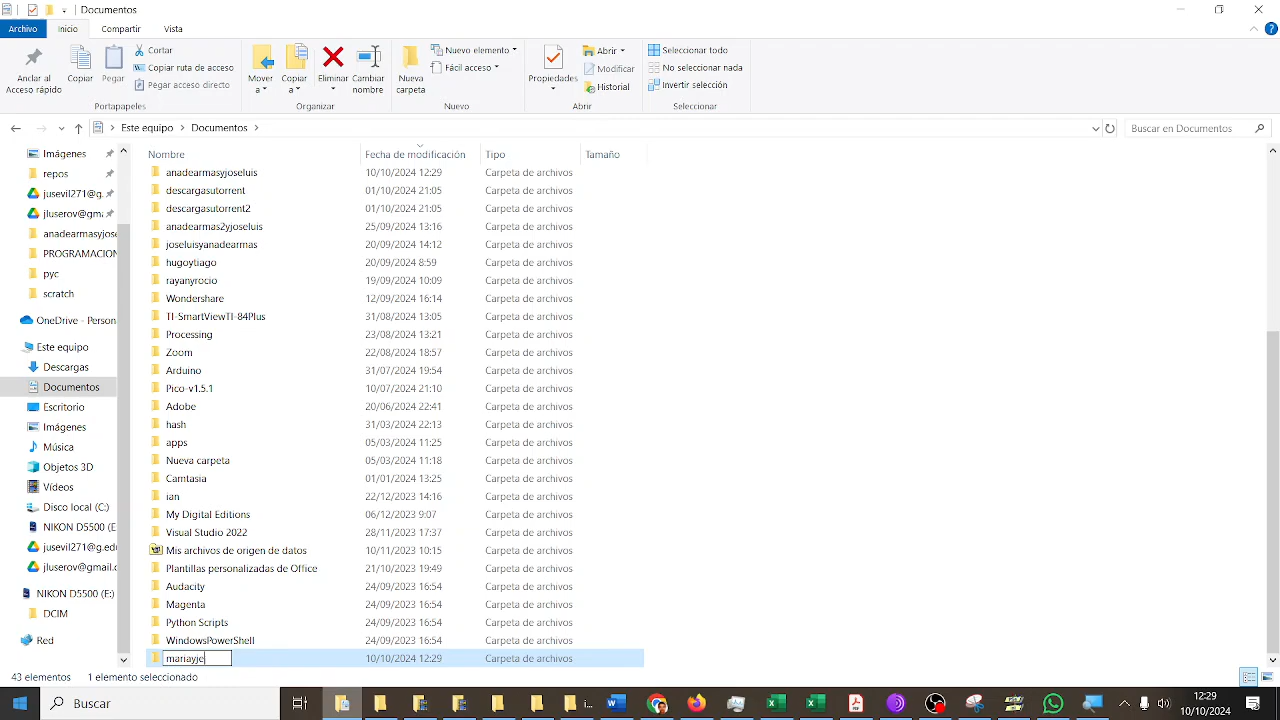 Documentos
Archivo Inicio Compartir Vista
Anclar al Acceso rápido
Copiar
Pegar
Cortar
Copiar ruta de acceso
Pegar acceso directo
Portapapeles
Mover a
Copiar a
Eliminar
Cambiar nombre
Organizar
Nueva carpeta
Nuevo elemento
Fácil acceso
Nuevo
Propiedades
Abrir
Modificar
Historial
Abrir
Seleccionar todo
No seleccionar nada
Invertir selección
Seleccionar
Este equipo > Documentos >
Buscar en Documentos
Imágenes
repos
jusevil271@g.
jluserov@gm
anadearmasyjose
PROGRAMACION
pyc
scratch
OneDrive - Person
Este equipo
Descargas
Documentos
Escritorio
Imágenes
Música
Objetos 3D
Vídeos
Disco local (C:)
NIKON D5500 (E
jusevil271@g.edu
jluserov@gmail.c
NIKON D5500 (E:)
DCIM
Red
Nombre Fecha de modificación Tipo Tamaño
anadearmasyjoseluis 10/10/2024 12:29 Carpeta de archivos
descargasutorrent 01/10/2024 21:05 Carpeta de archivos
descargasutorrent2 01/10/2024 21:05 Carpeta de archivos
anadearmas2yjoseluis 25/09/2024 13:16 Carpeta de archivos
joseluisyanadearmas 20/09/2024 14:12 Carpeta de archivos
hugoytiago 20/09/2024 8:59 Carpeta de archivos
rayanyrocio 19/09/2024 10:09 Carpeta de archivos
Wondershare 12/09/2024 16:14 Carpeta de archivos
TI-SmartViewTI-84Plus 31/08/2024 13:05 Carpeta de archivos
Processing 23/08/2024 13:21 Carpeta de archivos
Zoom 22/08/2024 18:57 Carpeta de archivos
Arduino 31/07/2024 19:54 Carpeta de archivos
Pico-v1.5.1 10/07/2024 21:10 Carpeta de archivos
Adobe 20/06/2024 22:41 Carpeta de archivos
hash 31/03/2024 22:13 Carpeta de archivos
apps 05/03/2024 11:25 Carpeta de archivos
Nueva carpeta 05/03/2024 11:18 Carpeta de archivos
Camtasia 01/01/2024 13:25 Carpeta de archivos
ian 22/12/2023 14:16 Carpeta de archivos
My Digital Editions 06/12/2023 9:07 Carpeta de archivos
Visual Studio 2022 28/11/2023 17:37 Carpeta de archivos
Mis archivos de origen de datos 10/11/2023 10:15 Carpeta de archivos
Plantillas personalizadas de Office 21/10/2023 19:49 Carpeta de archivos
Audacity 24/09/2023 16:54 Carpeta de archivos
Magenta 24/09/2023 16:54 Carpeta de archivos
Python Scripts 24/09/2023 16:54 Carpeta de archivos
WindowsPowerShell 24/09/2023 16:54 Carpeta de archivos
mariayje 10/10/2024 12:29 Carpeta de archivos
43 elementos 1 elemento seleccionado
Buscar
i...
12:29
10/10/2024